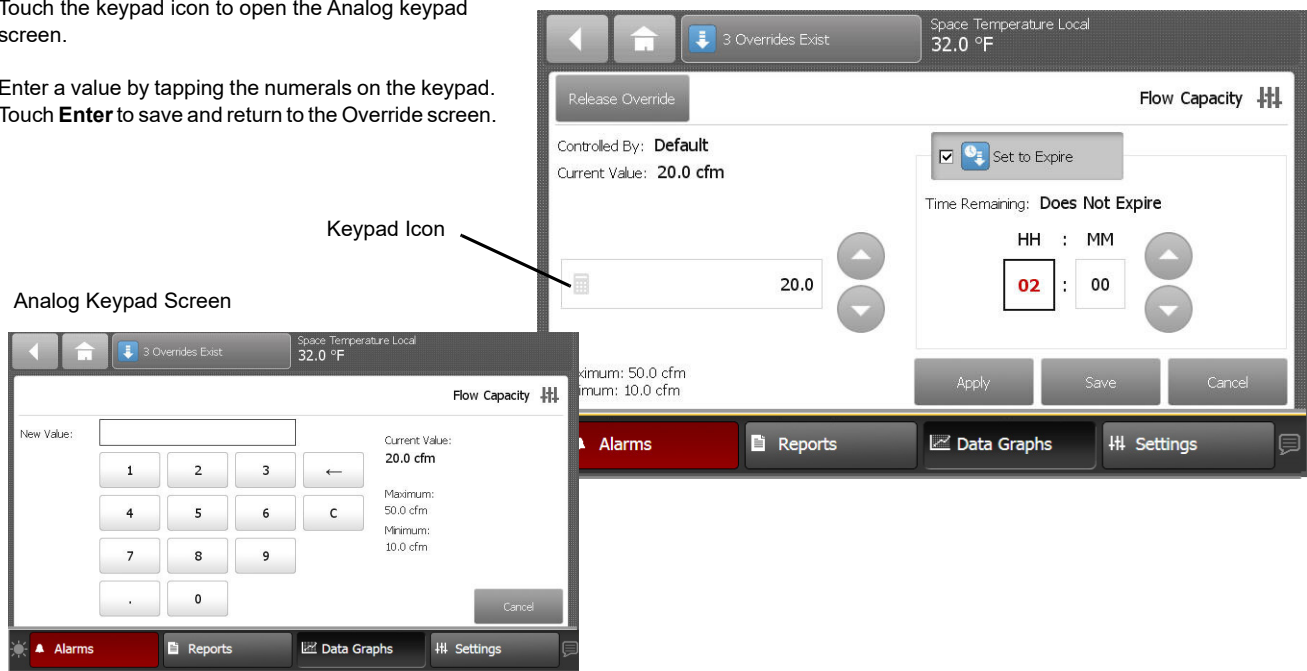 Touch the keypad icon to open the Analog keypad
screen.
Enter a value by tapping the numerals on the keypad.
Touch Enter to save and return to the Override screen.
Keypad Icon
3 Overrides Exist
Space Temperature Local
32.0 °F
Release Override
Flow Capacity
Controlled By: Default
Current Value: 20.0 cfm
Set to Expire
Time Remaining: Does Not Expire
HH : MM
20.0
02 : 00
ximum: 50.0 cfm
imum: 10.0 cfm
Apply
Save
Cancel
Alarms
Reports
Data Graphs
Settings
Analog Keypad Screen
3 Overrides Exist
Space Temperature Local
32.0 °F
Flow Capacity
New Value:
Current Value:
20.0 cfm
Maximum:
50.0 cfm
Minimum:
10.0 cfm
1 2 3 ←
4 5 6 C
7 8 9
. 0
Cancel
Alarms
Reports
Data Graphs
Settings